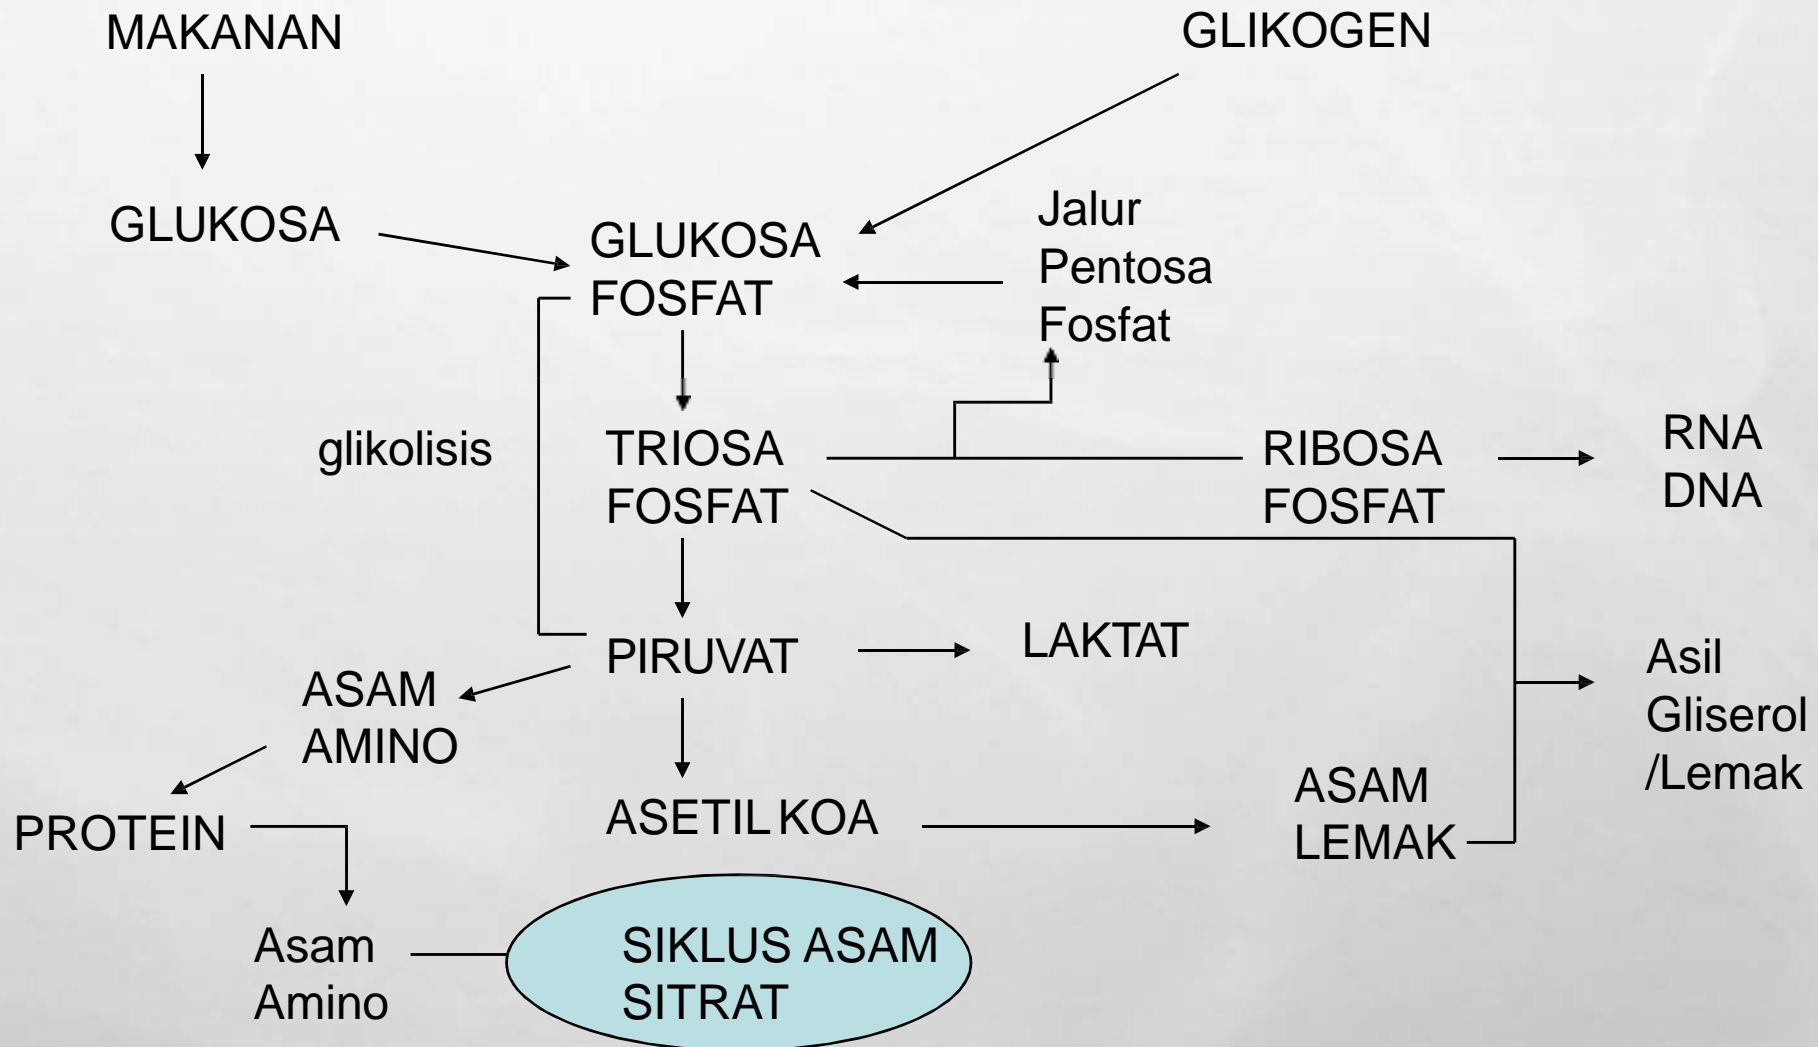 MAKANAN
GLIKOGEN
GLUKOSA
GLUKOSA
FOSFAT
Jalur
Pentosa
Fosfat
glikolisis
TRIOSA
FOSFAT
RIBOSA
FOSFAT
RNA
DNA
PIRUVAT
LAKTAT
ASAM
AMINO
Asil
Gliserol
/Lemak
PROTEIN
ASETIL KOA
ASAM
LEMAK
Asam
Amino
SIKLUS ASAM
SITRAT